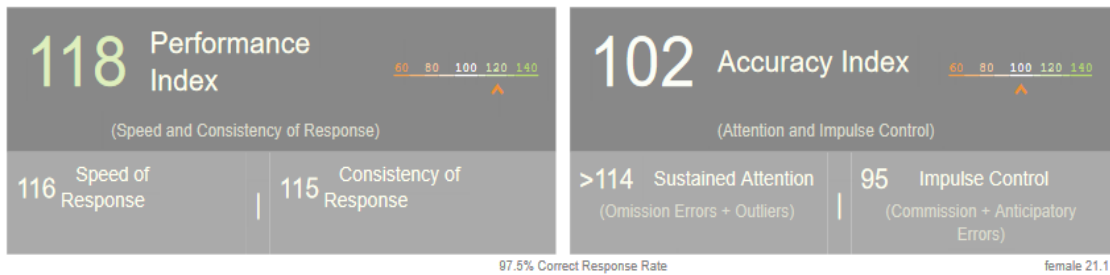 118 Performance
Index
60 80 100 120 140
(Speed and Consistency of Response)
116 Speed of
Response
|
115 Consistency of
Response
102 Accuracy Index
60 80 100 120 140
(Attention and Impulse Control)
>114 Sustained Attention
(Omission Errors + Outliers)
|
95 Impulse Control
(Commission + Anticipatory
Errors)
97.5% Correct Response Rate
female 21.1